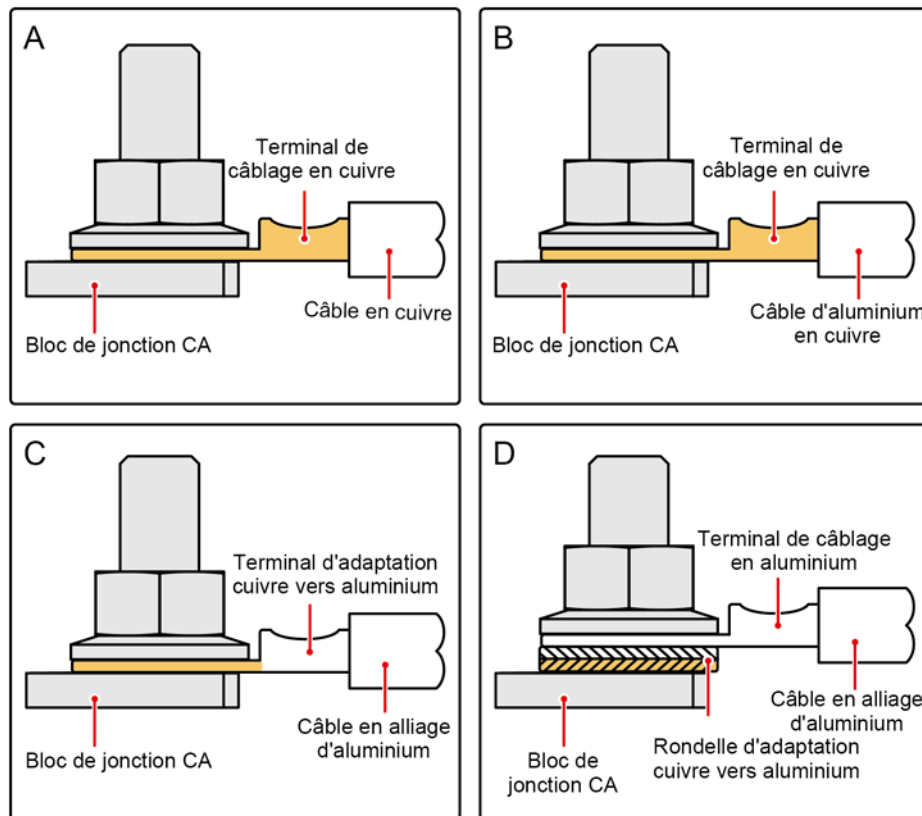 A
Terminal de
câblage en cuivre
Câble en cuivre
Bloc de jonction CA
B
Terminal de
câblage en cuivre
Câble d'aluminium
en cuivre
Bloc de jonction CA
C
Terminal d'adaptation
cuivre vers aluminium
Câble en alliage
d'aluminium
Bloc de jonction CA
D
Terminal de câblage
en aluminium
Câble en alliage
d'aluminium
Rondelle d'adaptation
cuivre vers aluminium
Bloc de
jonction CA